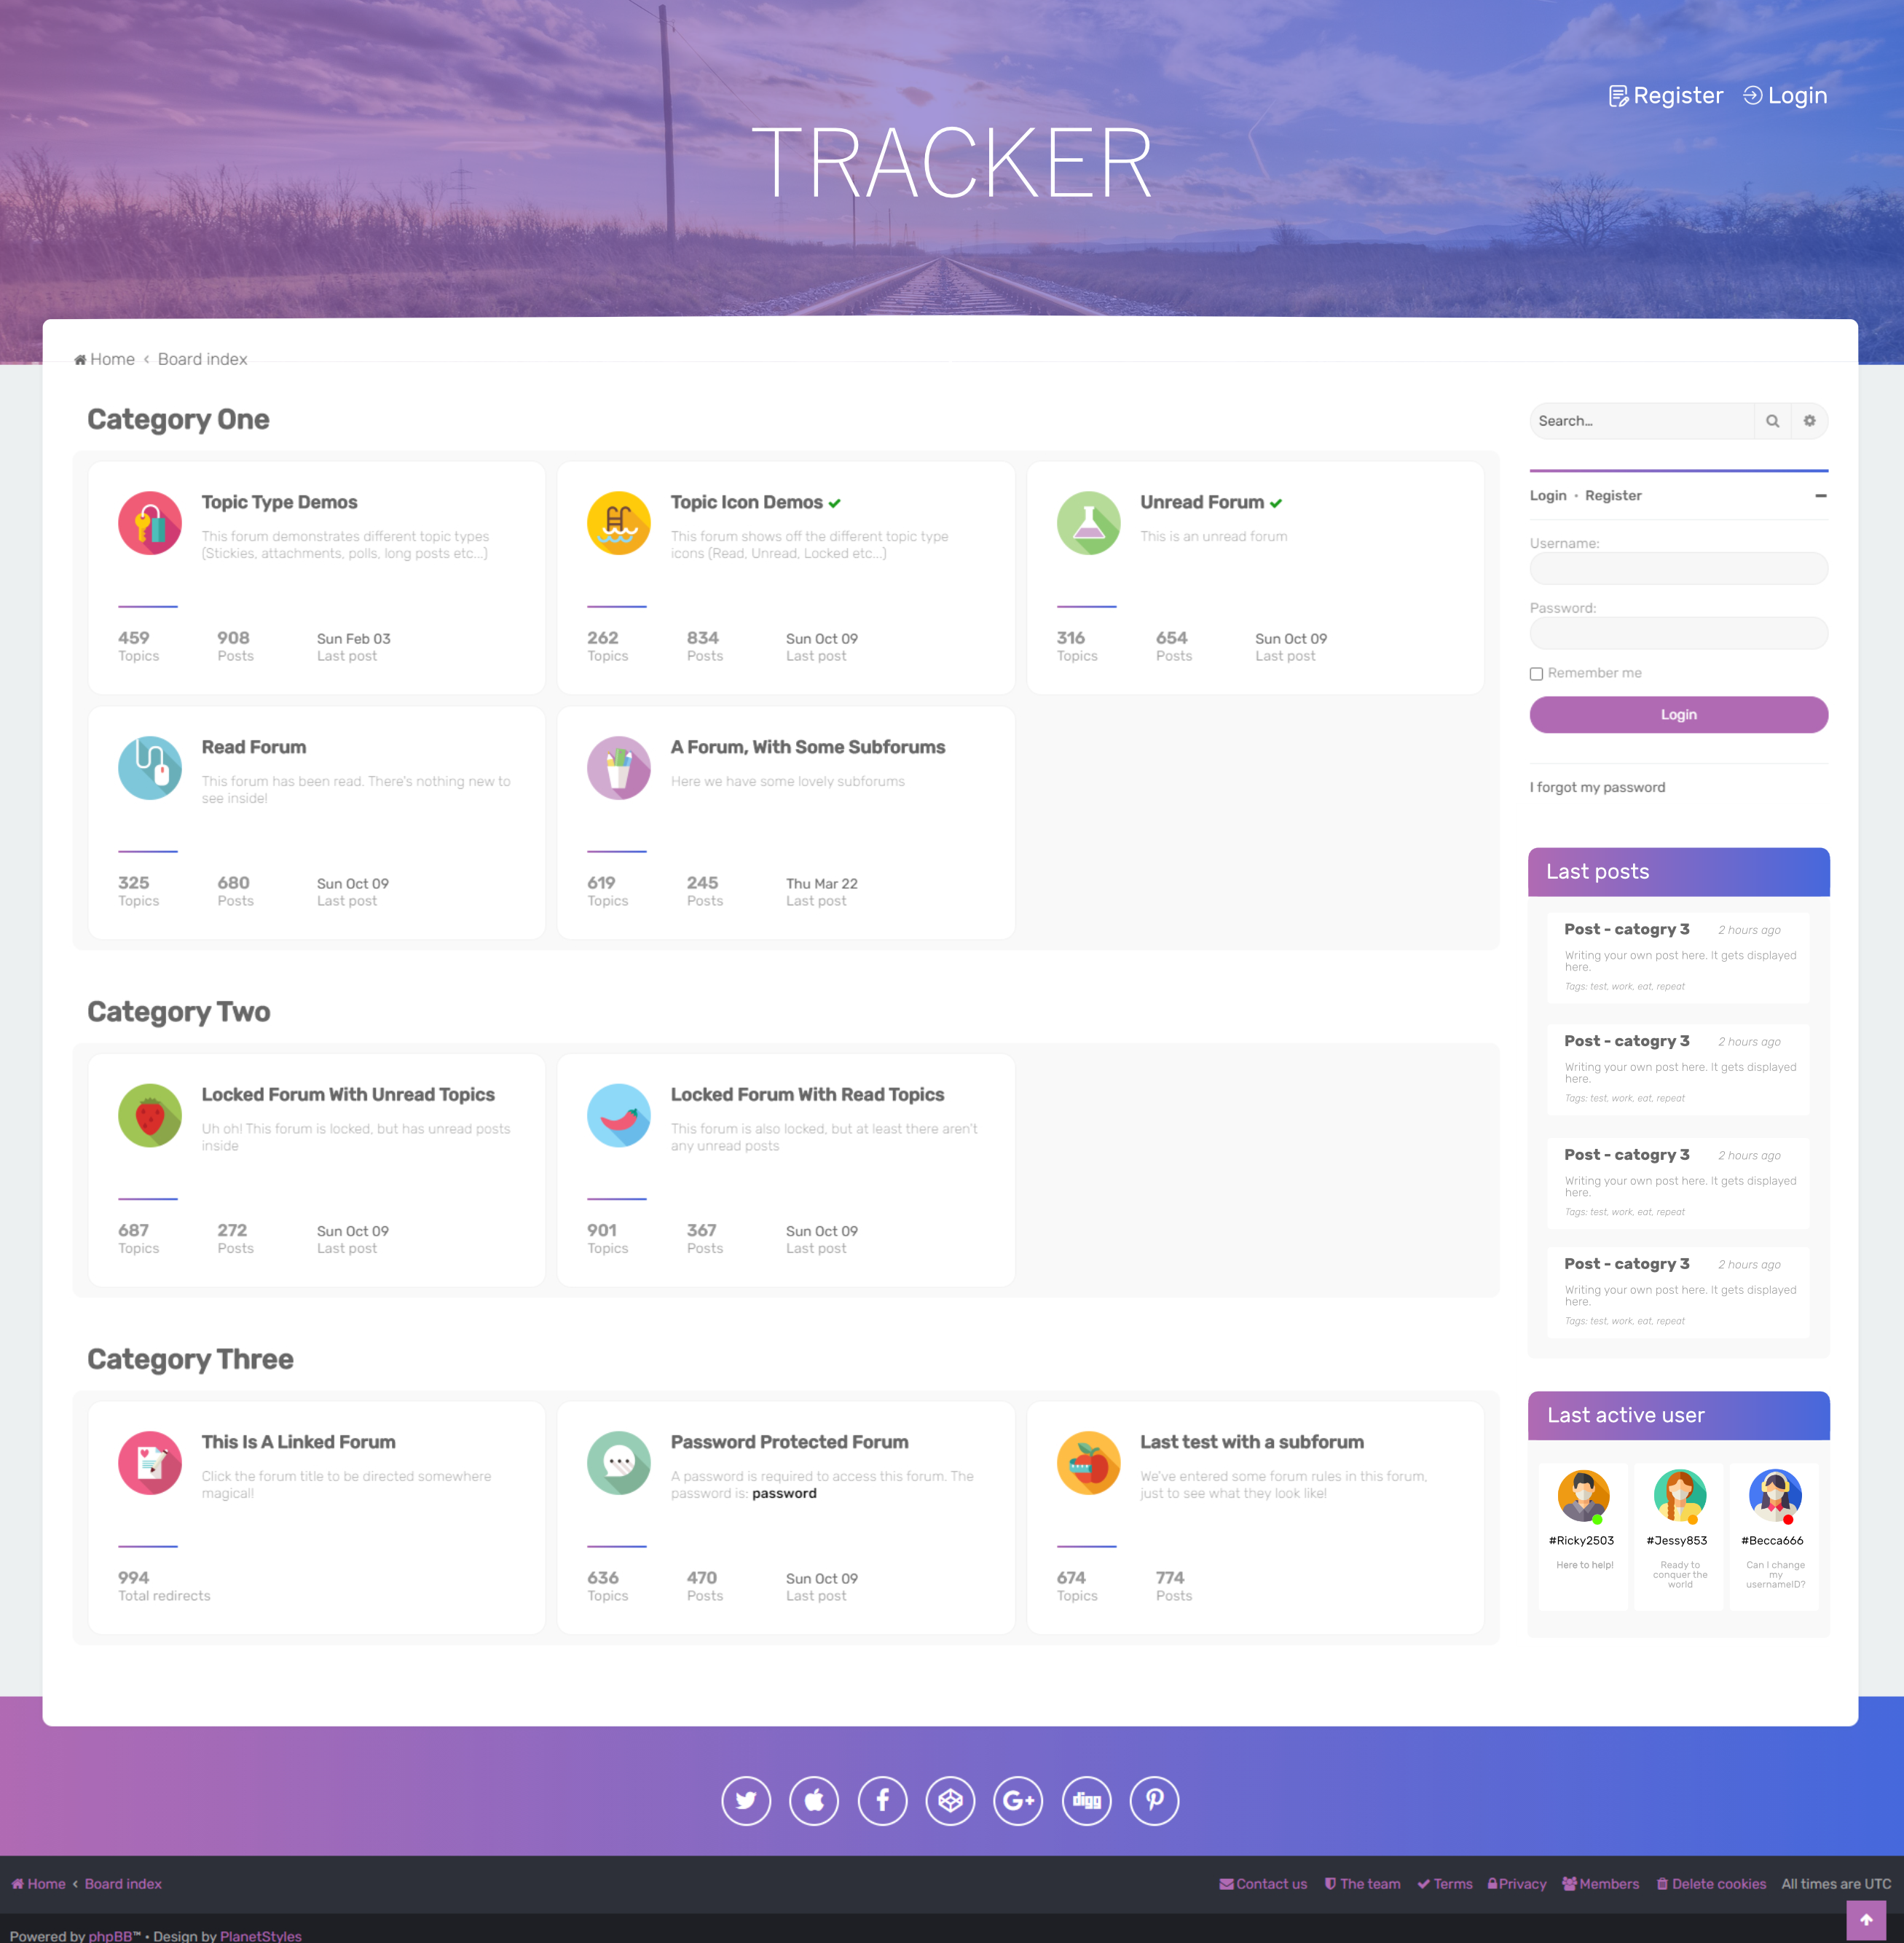 Register Login
TRACKER
Home ‹ Board index
Category One
Topic Type Demos
This forum demonstrates different topic types
(Stickies, attachments, polls, long posts etc...)
459 908 Sun Feb 03
Topics Posts Last post
Topic Icon Demos
This forum shows off the different topic type
icons (Read, Unread, Locked etc...)
262 834 Sun Oct 09
Topics Posts Last post
Unread Forum
This is an unread forum
316 654 Sun Oct 09
Topics Posts Last post
Read Forum
This forum has been read. There's nothing new to
see inside!
325 680 Sun Oct 09
Topics Posts Last post
A Forum, With Some Subforums
Here we have some lovely subforums
619 245 Thu Mar 22
Topics Posts Last post
Category Two
Locked Forum With Unread Topics
Uh oh! This forum is locked, but has unread posts
inside
687 272 Sun Oct 09
Topics Posts Last post
Locked Forum With Read Topics
This forum is also locked, but at least there aren't
any unread posts
901 367 Sun Oct 09
Topics Posts Last post
Category Three
This Is A Linked Forum
Click the forum title to be directed somewhere
magical!
994
Total redirects
Password Protected Forum
A password is required to access this forum. The
password is: password
636 470 Sun Oct 09
Topics Posts Last post
Last test with a subforum
We've entered some forum rules in this forum,
just to see what they look like!
674 774
Topics Posts
Search…
Login • Register
Username:
Password:
Remember me
Login
I forgot my password
Last posts
Post - catogry 3 2 hours ago
Writing your own post here. It gets displayed
here.
Tags: test, work, eat, repeat
Post - catogry 3 2 hours ago
Writing your own post here. It gets displayed
here.
Tags: test, work, eat, repeat
Post - catogry 3 2 hours ago
Writing your own post here. It gets displayed
here.
Tags: test, work, eat, repeat
Post - catogry 3 2 hours ago
Writing your own post here. It gets displayed
here.
Tags: test, work, eat, repeat
Last active user
#Ricky2503
Here to help!
#Jessy853
Ready to
conquer the
world
#Becca666
Can I change
my
usernameID?
G+ digg
Home ‹ Board index
Contact us The team Terms Privacy Members Delete cookies All times are UTC
Powered by phpBB™ • Design by PlanetStyles